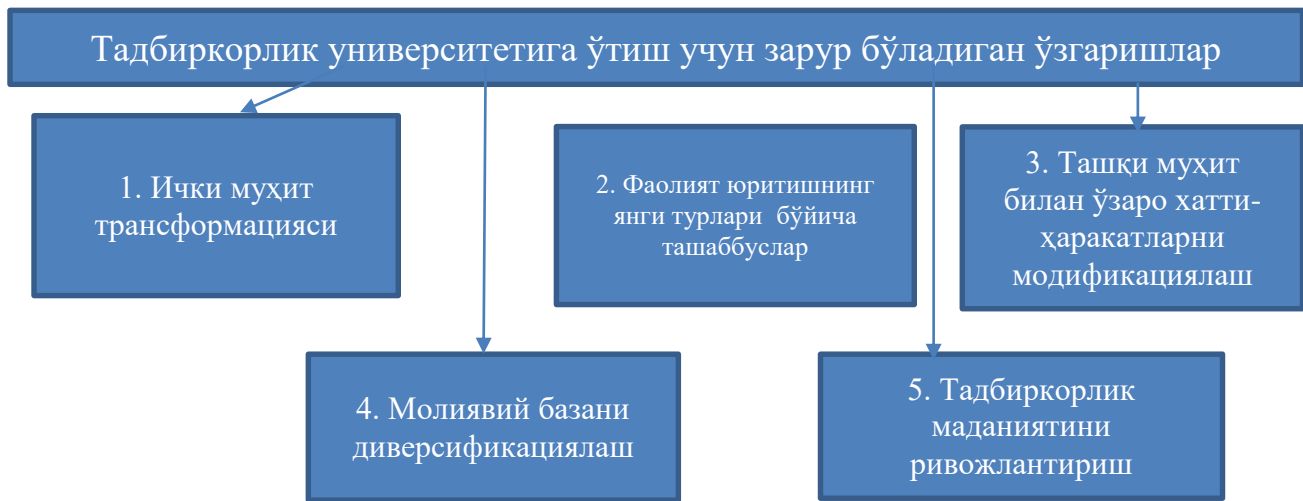 Тадбиркорлик университетига ўтиш учун зарур бўладиган ўзгаришлар
1. Ички муҳит
трансформацияси
2. Фаолият юритишнинг
янги турлари бўйича
ташаббуслар
3. Ташқи муҳит
билан ўзаро хатти-
ҳаракатларни
модификациялаш
4. Молиявий базани
диверсификациялаш
5. Тадбиркорлик
маданиятини
ривожлантириш